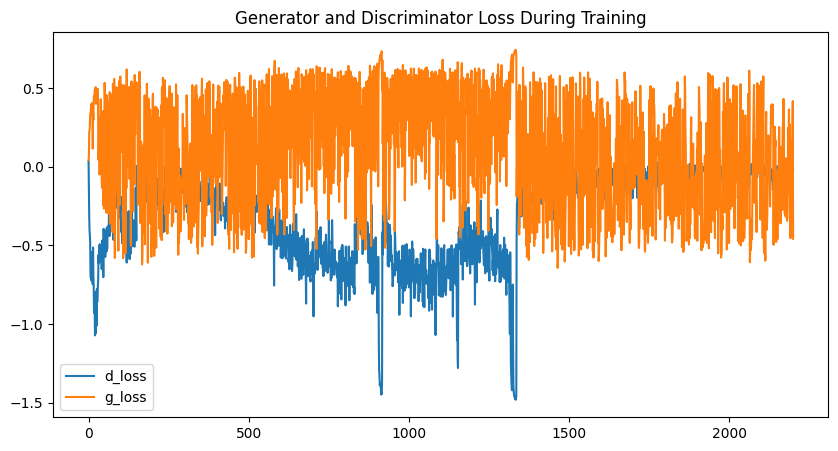 Generator and Discriminator Loss During Training
0.5
0.0
−0.5
−1.0
−1.5
d_loss
g_loss
0 500 1000 1500 2000